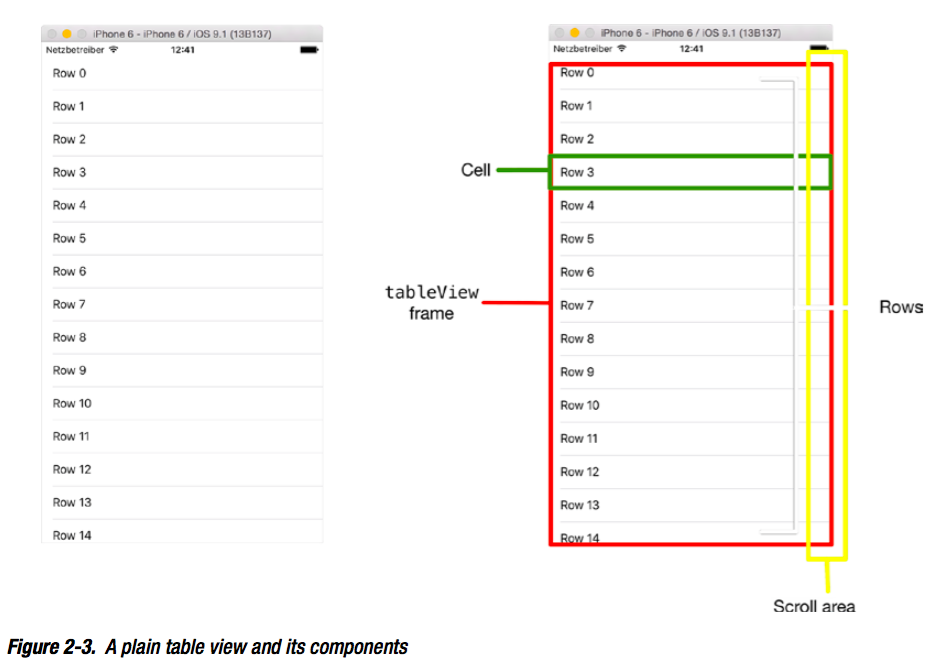 iPhone 6 - iPhone 6 / iOS 9.1 (13B137)
Netzbetreiber 12:41
Row 0
Row 1
Row 2
Row 3
Row 4
Row 5
Row 6
Row 7
Row 8
Row 9
Row 10
Row 11
Row 12
Row 13
Row 14
iPhone 6 - iPhone 6 / iOS 9.1 (13B137)
Netzbetreiber 12:41
Row 0
Row 1
Row 2
Row 3
Row 4
Row 5
Row 6
Row 7
Row 8
Row 9
Row 10
Row 11
Row 12
Row 13
Row 14
Cell
tableView
frame
Rows
Scroll area
Figure 2-3. A plain table view and its components